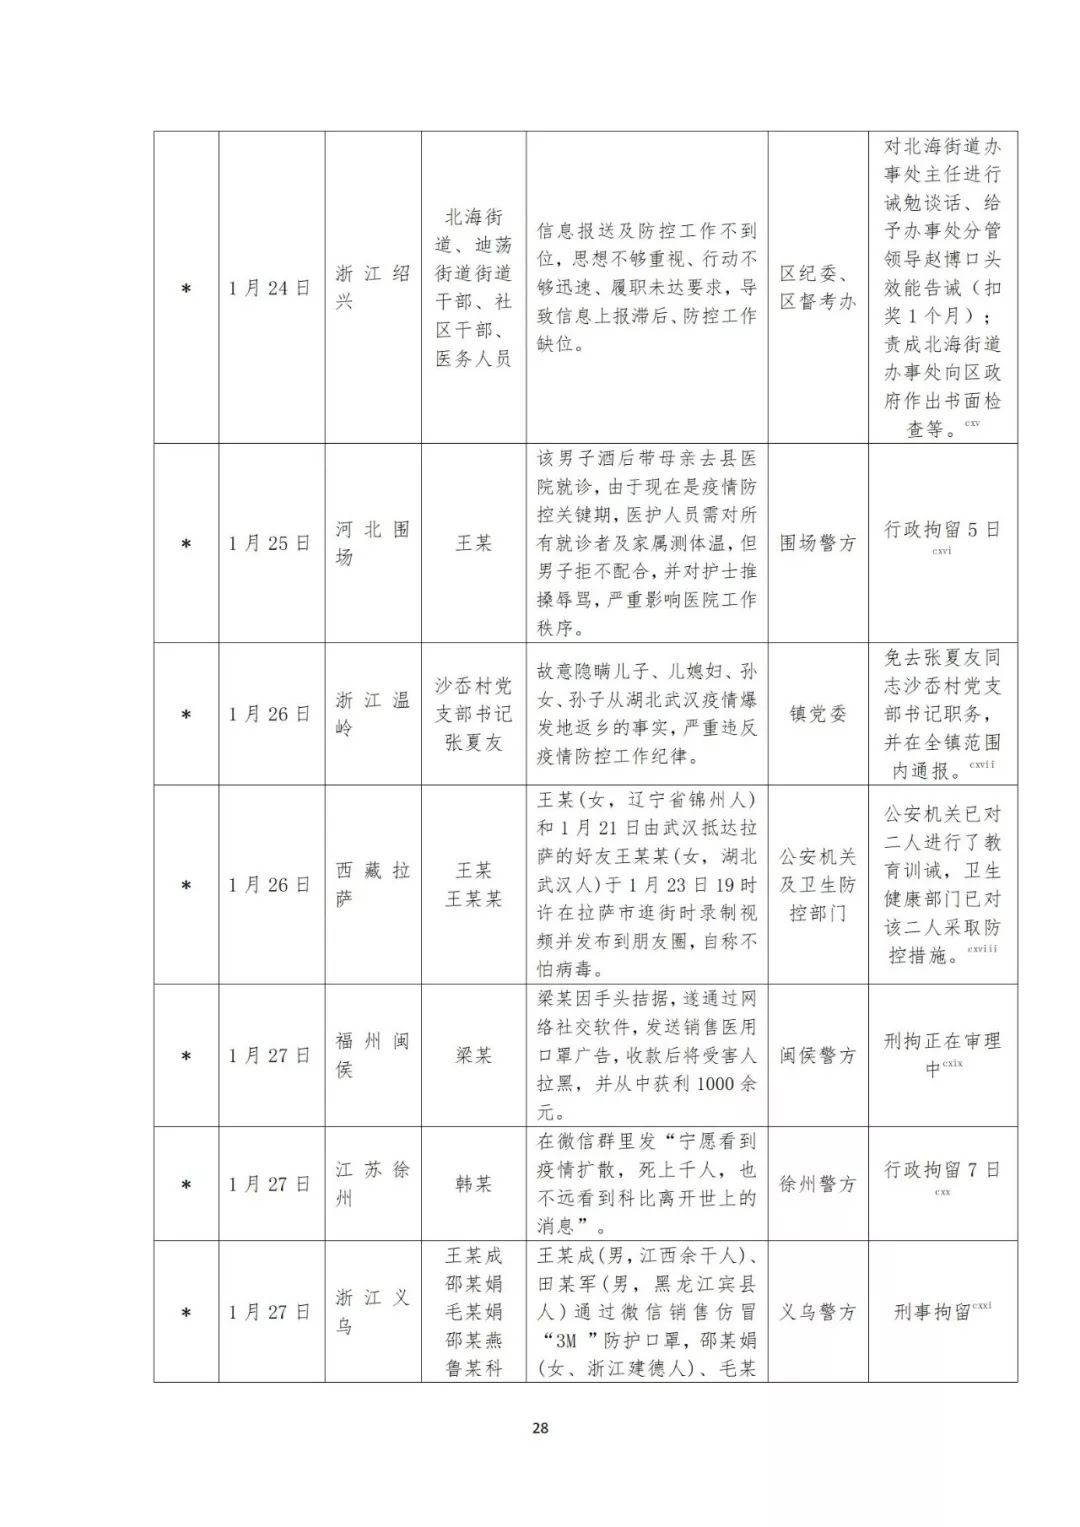 *
1 月 24 日
浙江绍
兴
北海街
道、迪荡
街道街道
干部、社
区干部、
医务人员
信息报送及防控工作不到
位，思想不够重视、行动不
够迅速、履职未达要求，导
致信息上报滞后、防控工作
缺位。
区纪委、
区督考办
对北海街道办
事处主任进行
诫勉谈话、给
予办事处分管
领导赵博口头
效能告诫（扣
奖 1 个月）；
责成北海街道
办事处向区政
府作出书面检
查等。cxv
*
1 月 25 日
河北围
场
王某
该男子酒后带母亲去县医
院就诊，由于现在是疫情防
控关键期，医护人员需对所
有就诊者及家属测体温，但
男子拒不配合，并对护士推
搡辱骂，严重影响医院工作
秩序。
围场警方
行政拘留 5 日
cxvi
*
1 月 26 日
浙江温
岭
沙岙村党
支部书记
张夏友
故意隐瞒儿子、儿媳妇、孙
女、孙子从湖北武汉疫情爆
发地返乡的事实，严重违反
疫情防控工作纪律。
镇党委
免去张夏友同
志沙岙村党支
部书记职务，
并在全镇范围
内通报。cxvii
*
1 月 26 日
西藏拉
萨
王某
王某某
王某(女，辽宁省锦州人)
和 1 月 21 日由武汉抵达拉
萨的好友王某某(女，湖北
武汉人)于 1 月 23 日 19 时
许在拉萨市逛街时录制视
频并发布到朋友圈，自称不
怕病毒。
公安机关
及卫生防
控部门
公安机关已对
二人进行了教
育训诫，卫生
健康部门已对
该二人采取防
控措施。cxviii
*
1 月 27 日
福州闽
侯
梁某
梁某因手头拮据，遂通过网
络社交软件，发送销售医用
口罩广告，收款后将受害人
拉黑，并从中获利 1000 余
元。
闽侯警方
刑拘正在审理
中cxix
*
1 月 27 日
江苏徐
州
韩某
在微信群里发“宁愿看到
疫情扩散，死上千人，也
不远看到科比离开世上的
消息”。
徐州警方
行政拘留 7 日
cxx
*
1 月 27 日
浙江义
乌
王某成
邵某娟
毛某娟
邵某燕
鲁某科
王某成(男,江西余干人)、
田某军(男，黑龙江宾县
人)通过微信销售仿冒
“3M ”防护口罩，邵某娟
(女、浙江建德人)、毛某
义乌警方
刑事拘留cxxi
28